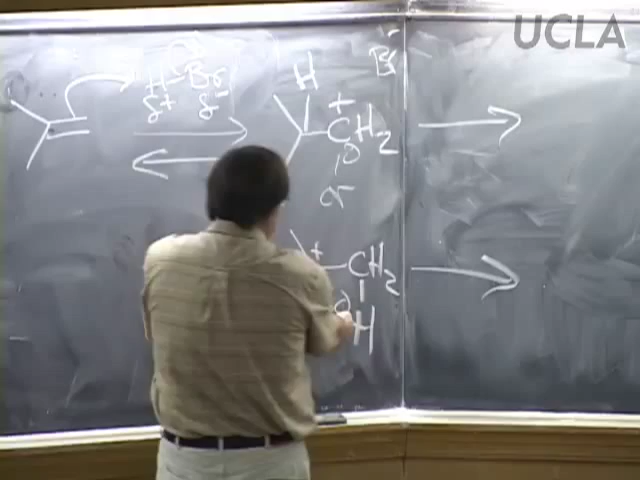 UCLA
H-Br
δ+ δ-
H
+
CH2
Br-
+
CH2
H